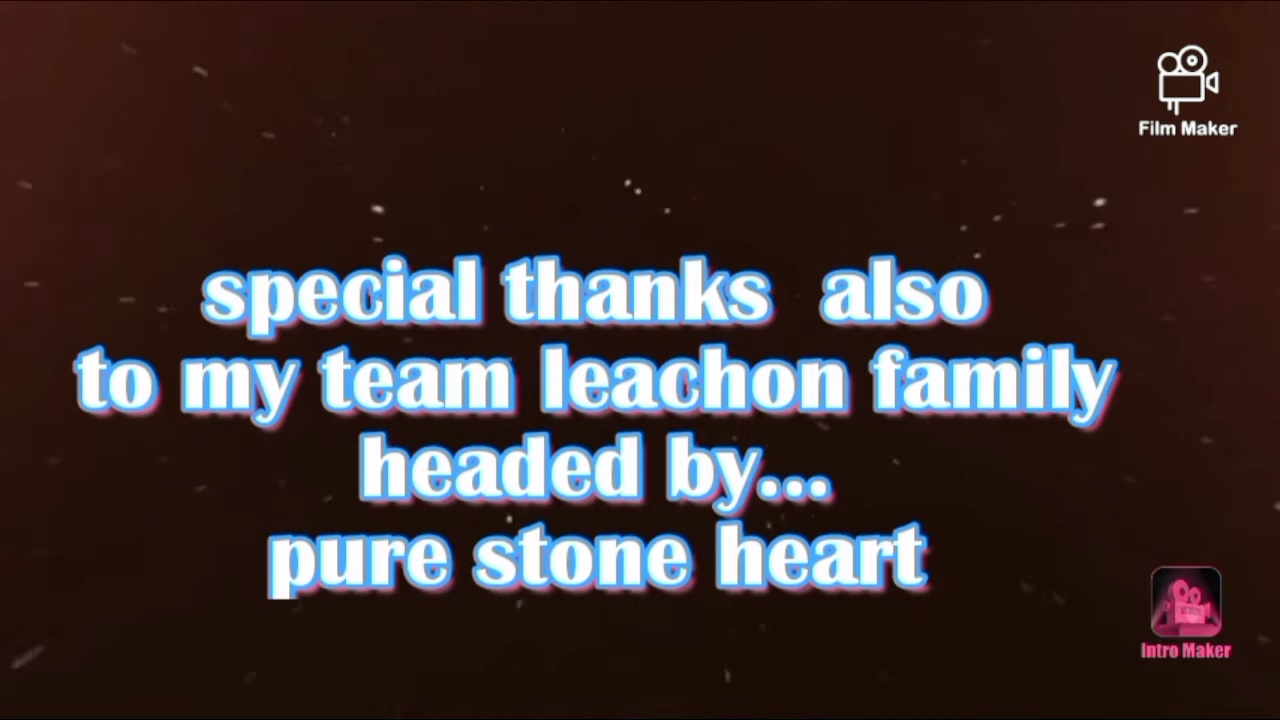 Film Maker
special thanks also
to my team leachon family
headed by...
pure stone heart
Intro Maker